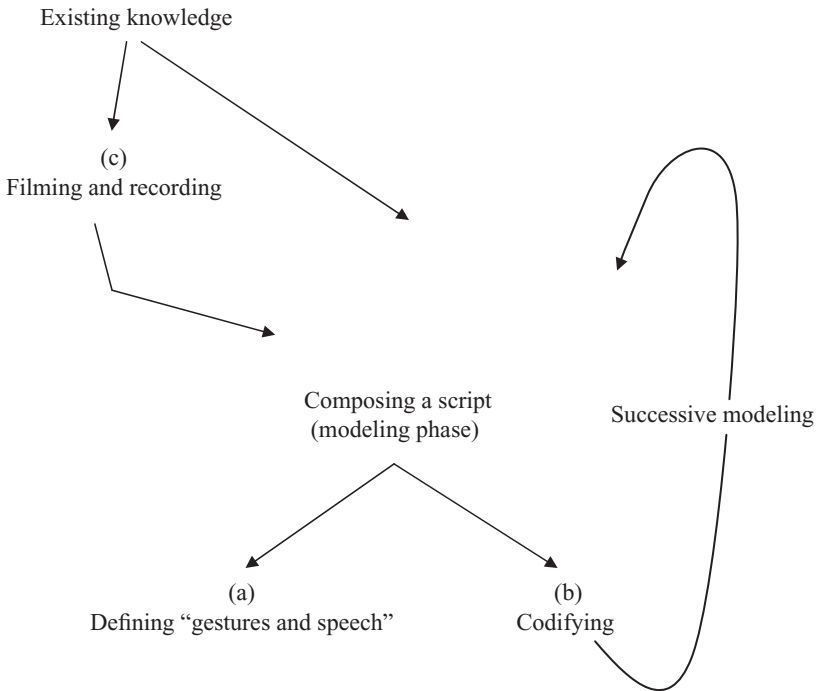 Existing knowledge
(c)
Filming and recording
Composing a script
(modeling phase)
Successive modeling
(a)
Defining “gestures and speech”
(b)
Codifying